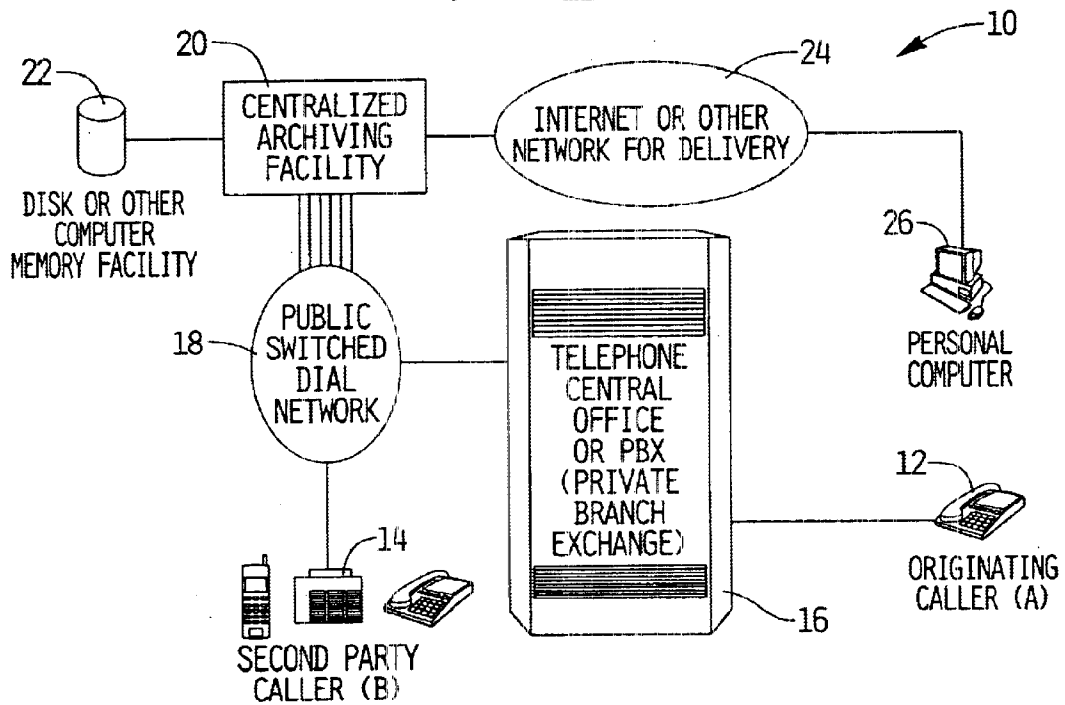 10
20
22
24
CENTRALIZED
ARCHIVING
FACILITY
INTERNET OR OTHER
NETWORK FOR DELIVERY
DISK OR OTHER
COMPUTER
MEMORY FACILITY
26
18
PUBLIC
SWITCHED
DIAL
NETWORK
TELEPHONE
CENTRAL
OFFICE
OR PBX
(PRIVATE
BRANCH
EXCHANGE)
PERSONAL
COMPUTER
12
14
ORIGINATING
CALLER (A)
16
SECOND PARTY
CALLER (B)